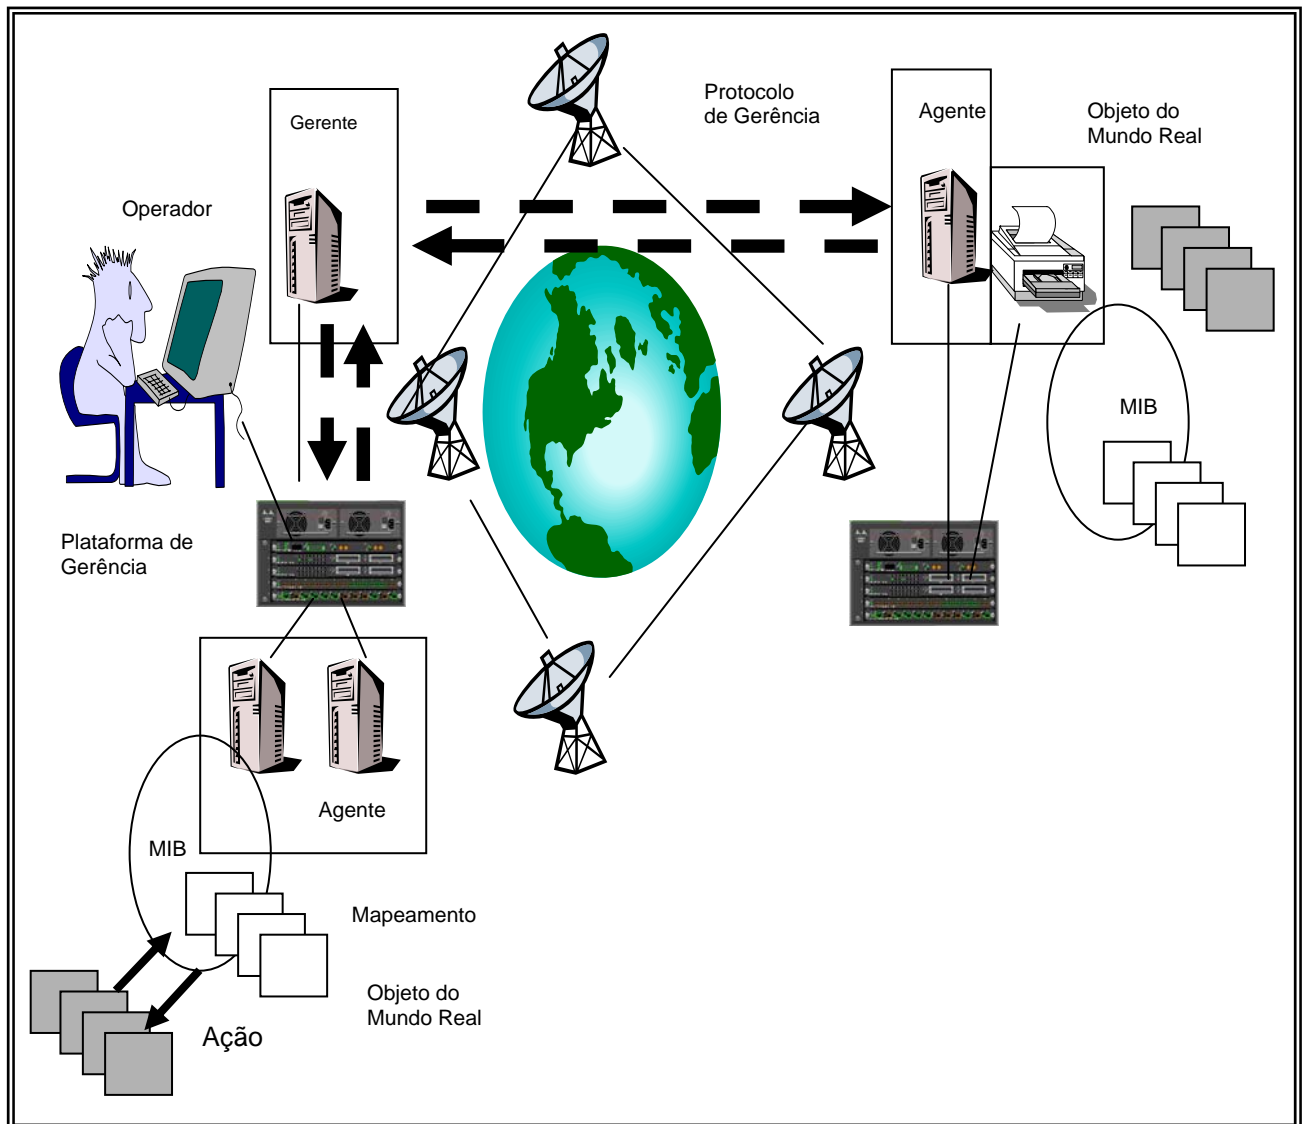 Protocolo
de Gerência
Agente
Objeto do
Mundo Real
Gerente
Operador
MIB
Plataforma de
Gerência
Agente
MIB
Mapeamento
Objeto do
Mundo Real
Ação